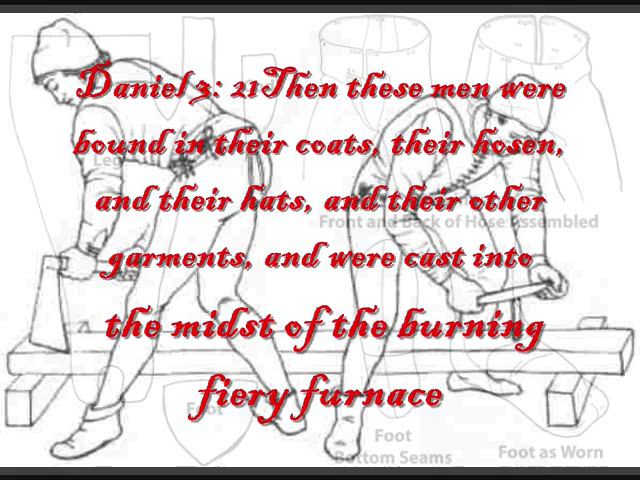 Daniel 3: 21Then these men were
bound in their coats, their hosen,
Leg
and their hats, and their other
Front and Back of Hose Assembled
garments, and were cast into
the midst of the burning
fiery furnace
Foot
Foot
Bottom Seams
Foot as Worn